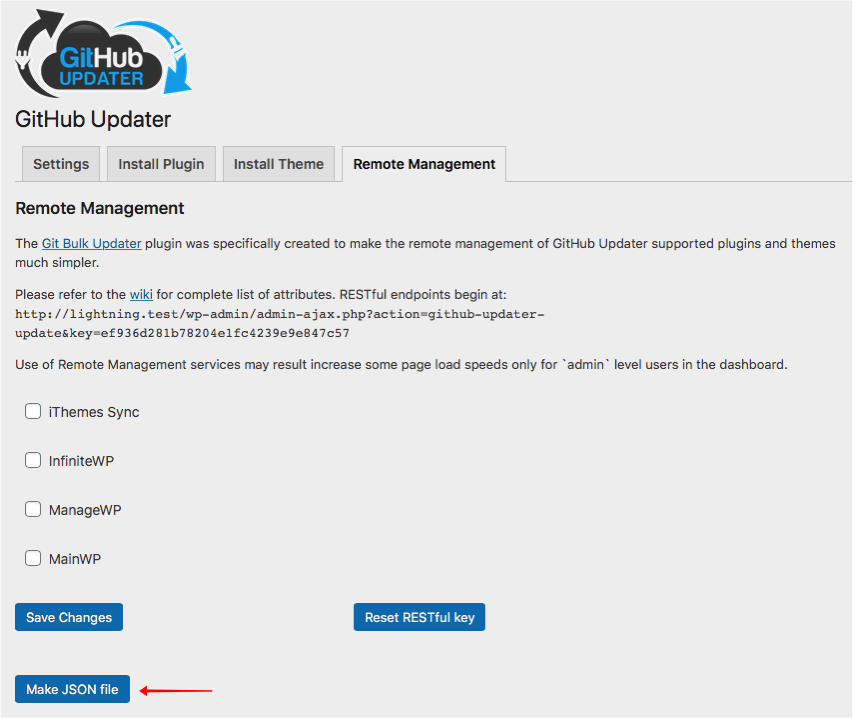 GitHub
UPDATER
GitHub Updater
Settings
Install Plugin
Install Theme
Remote Management
Remote Management
The Git Bulk Updater plugin was specifically created to make the remote management of GitHub Updater supported plugins and themes
much simpler.
Please refer to the wiki for complete list of attributes. RESTful endpoints begin at:
http://lightning.test/wp-admin/admin-ajax.php?action=github-updater-
update&key=ef936d281b78204e1fc4239e9e847c57
Use of Remote Management services may result increase some page load speeds only for `admin` level users in the dashboard.
iThemes Sync
InfiniteWP
ManageWP
MainWP
Save Changes
Reset RESTful key
Make JSON file